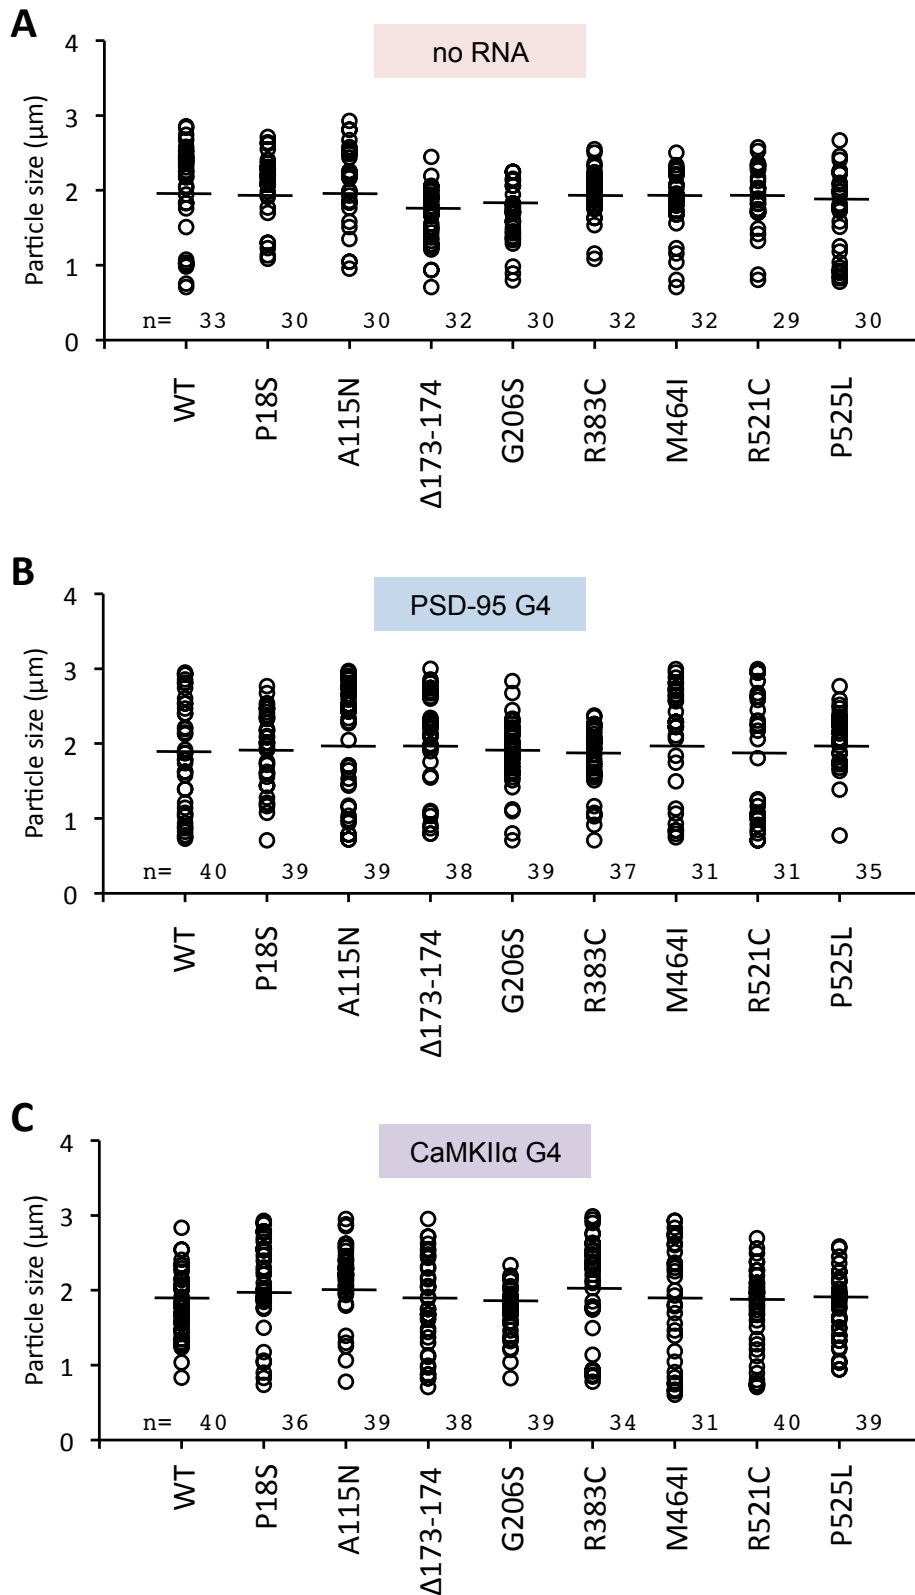 A
no RNA
Particle size (μm)
4
3
2
1
0
n= 33 30 30 32 30 32 32 29 30
WT P18S A115N Δ173-174 G206S R383C M464I R521C P525L
B
PSD-95 G4
Particle size (μm)
4
3
2
1
0
n= 40 39 39 38 39 37 31 31 35
WT P18S A115N Δ173-174 G206S R383C M464I R521C P525L
C
CaMKIIα G4
Particle size (μm)
4
3
2
1
0
n= 40 36 39 38 39 34 31 40 39
WT P18S A115N Δ173-174 G206S R383C M464I R521C P525L